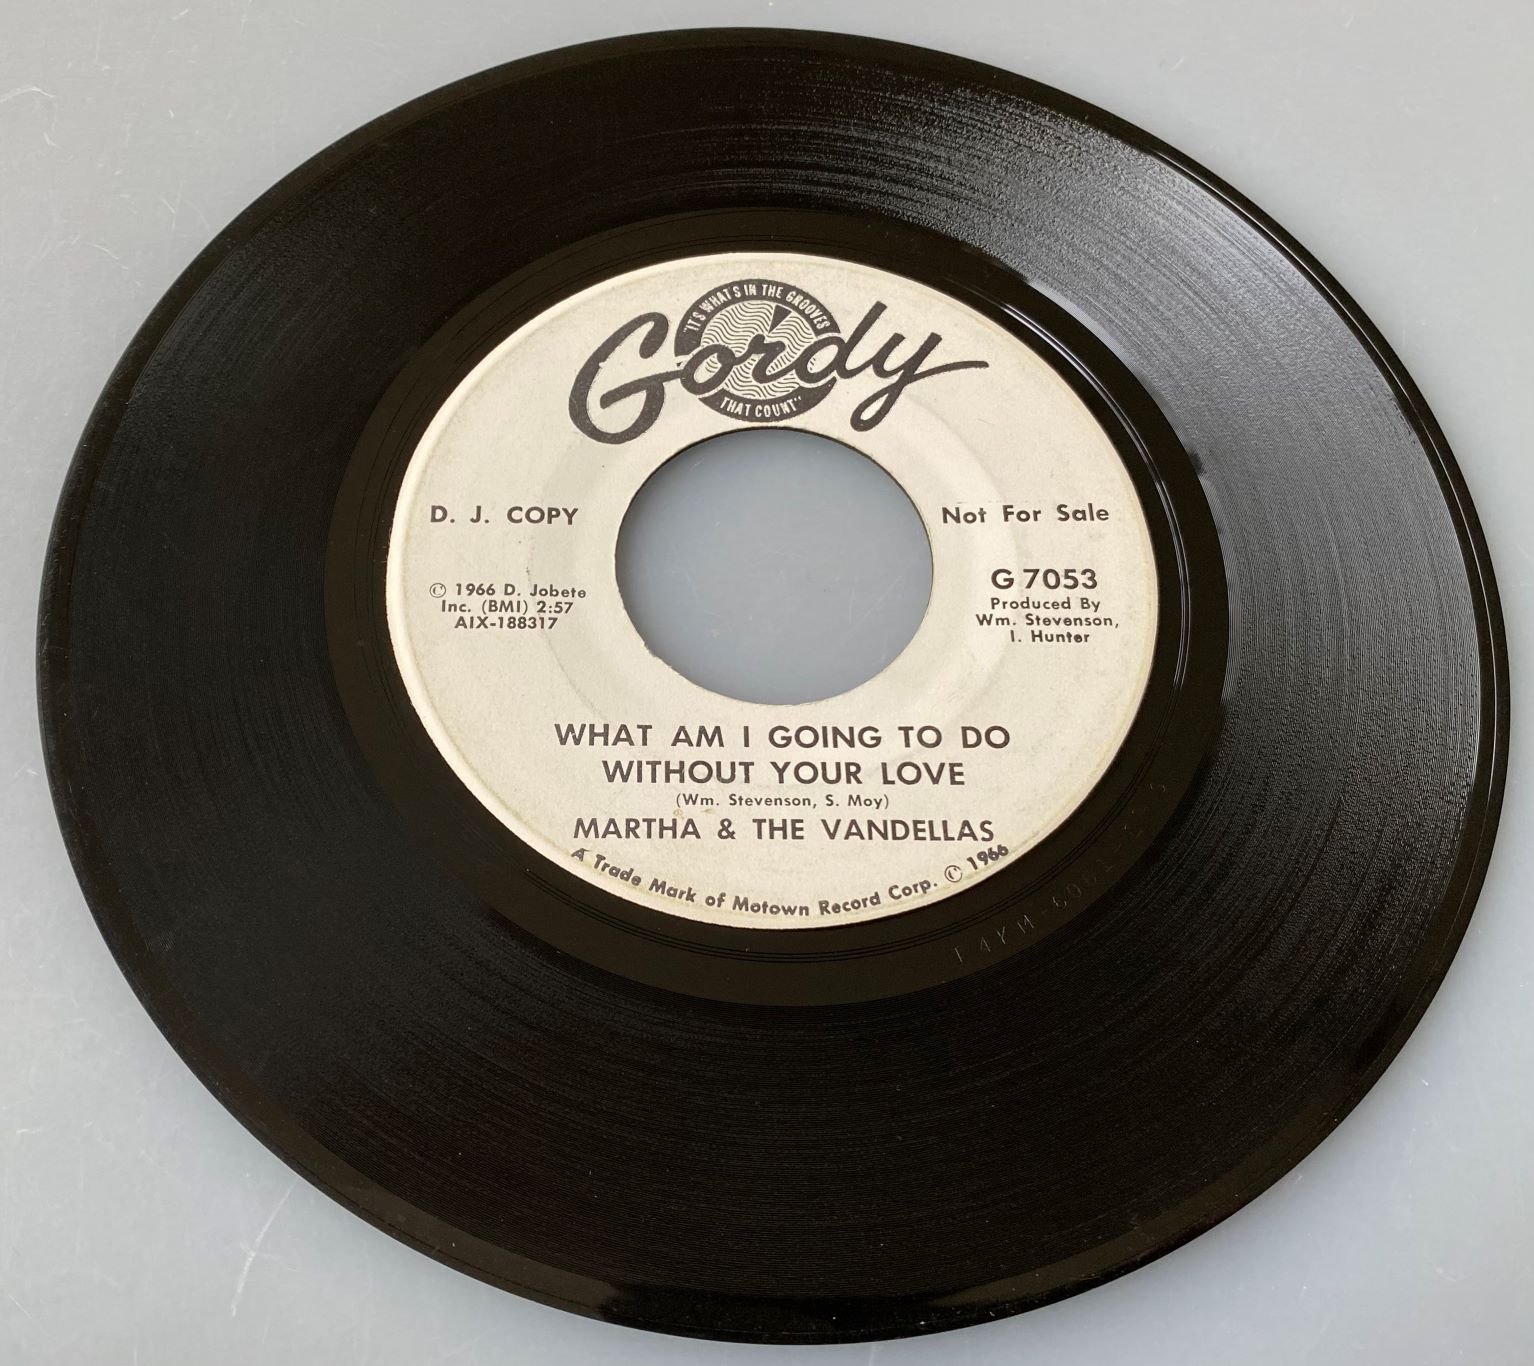 "IT'S WHAT'S IN THE GROOVES
Gordy
THAT COUNT"
D. J. COPY
Not For Sale
© 1966 D. Jobete
Inc. (BMI) 2:57
AIX-188317
G 7053
Produced By
Wm. Stevenson,
I. Hunter
WHAT AM I GOING TO DO
WITHOUT YOUR LOVE
(Wm. Stevenson, S. Moy)
MARTHA & THE VANDELLAS
A Trade Mark of Motown Record Corp. © 1966